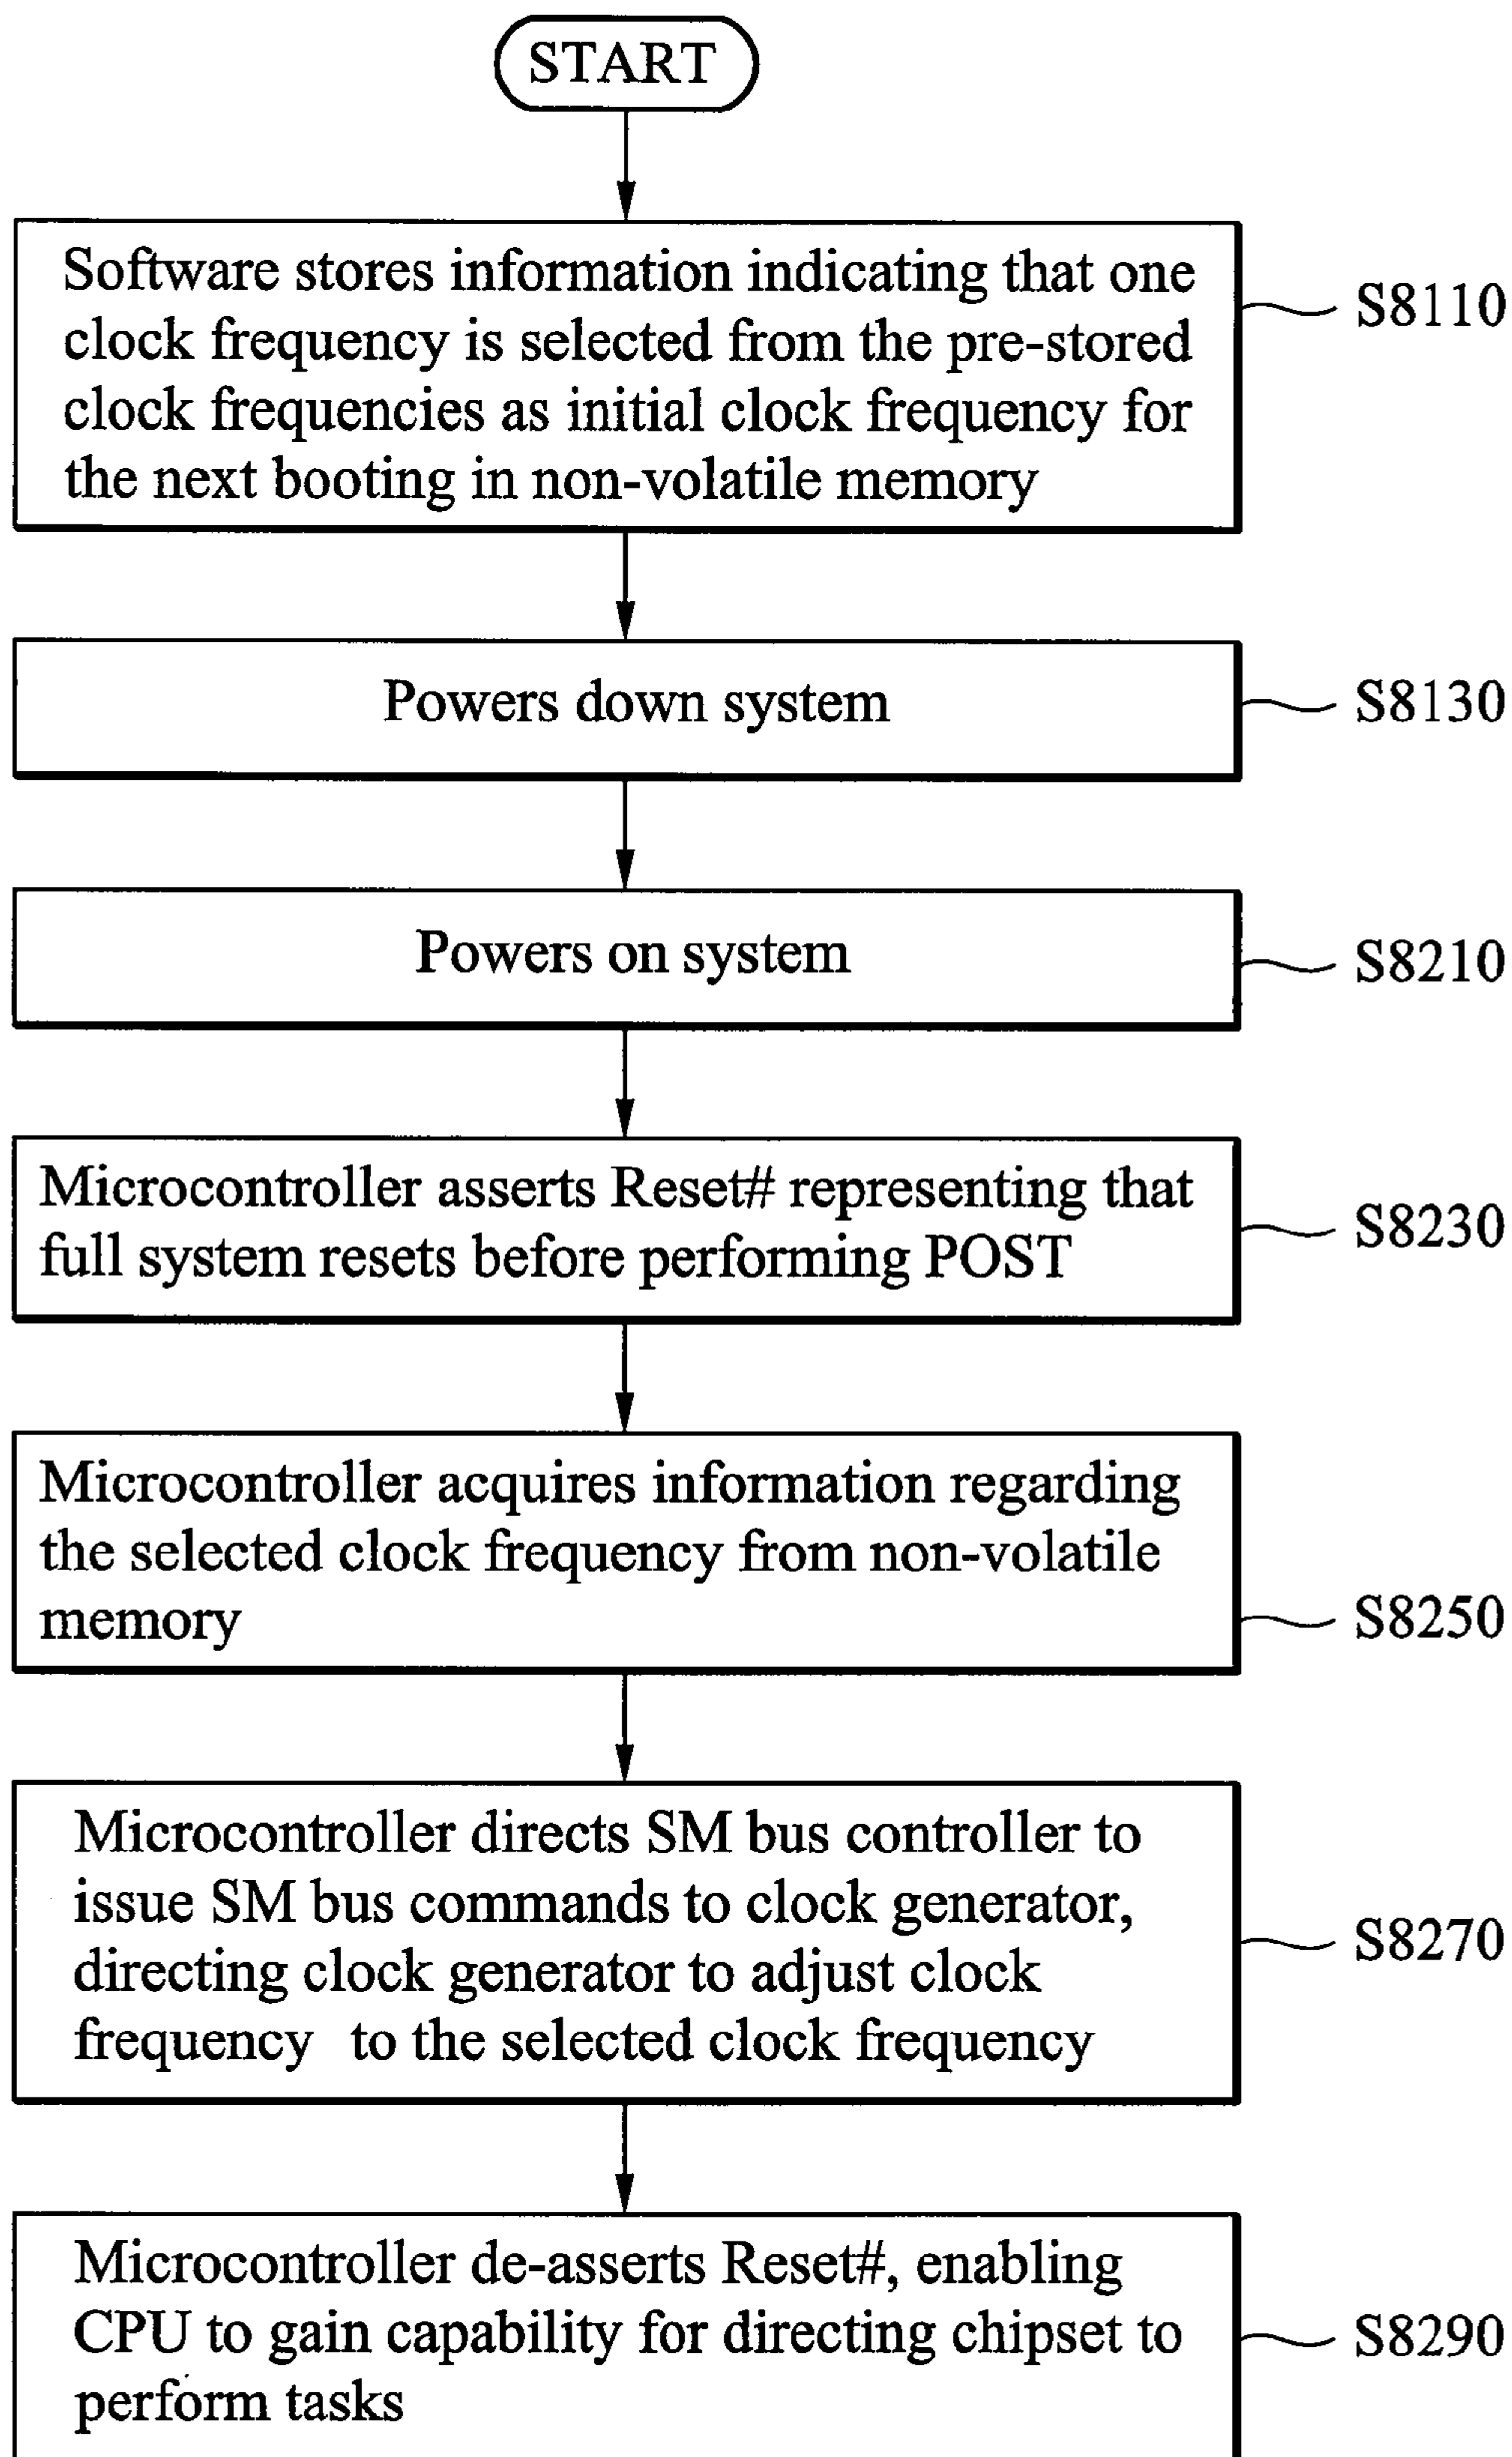 START
Software stores information indicating that one
clock frequency is selected from the pre-stored
clock frequencies as initial clock frequency for
the next booting in non-volatile memory
S8110
Powers down system
S8130
Powers on system
S8210
Microcontroller asserts Reset# representing that
full system resets before performing POST
S8230
Microcontroller acquires information regarding
the selected clock frequency from non-volatile
memory
S8250
Microcontroller directs SM bus controller to
issue SM bus commands to clock generator,
directing clock generator to adjust clock
frequency to the selected clock frequency
S8270
Microcontroller de-asserts Reset#, enabling
CPU to gain capability for directing chipset to
perform tasks
S8290